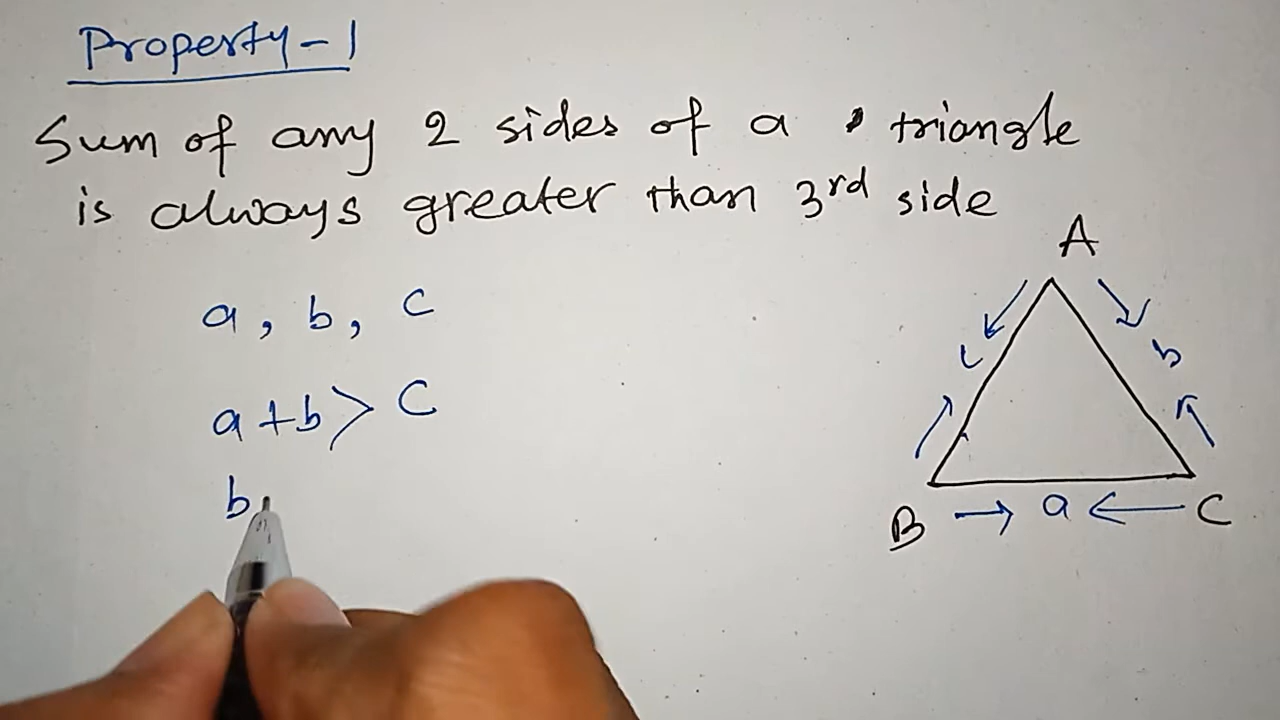 Property-1
Sum of any 2 sides of a triangle
is always greater than 3rd side
a, b, c
a+b > c
b
A
c b
B → a ← C